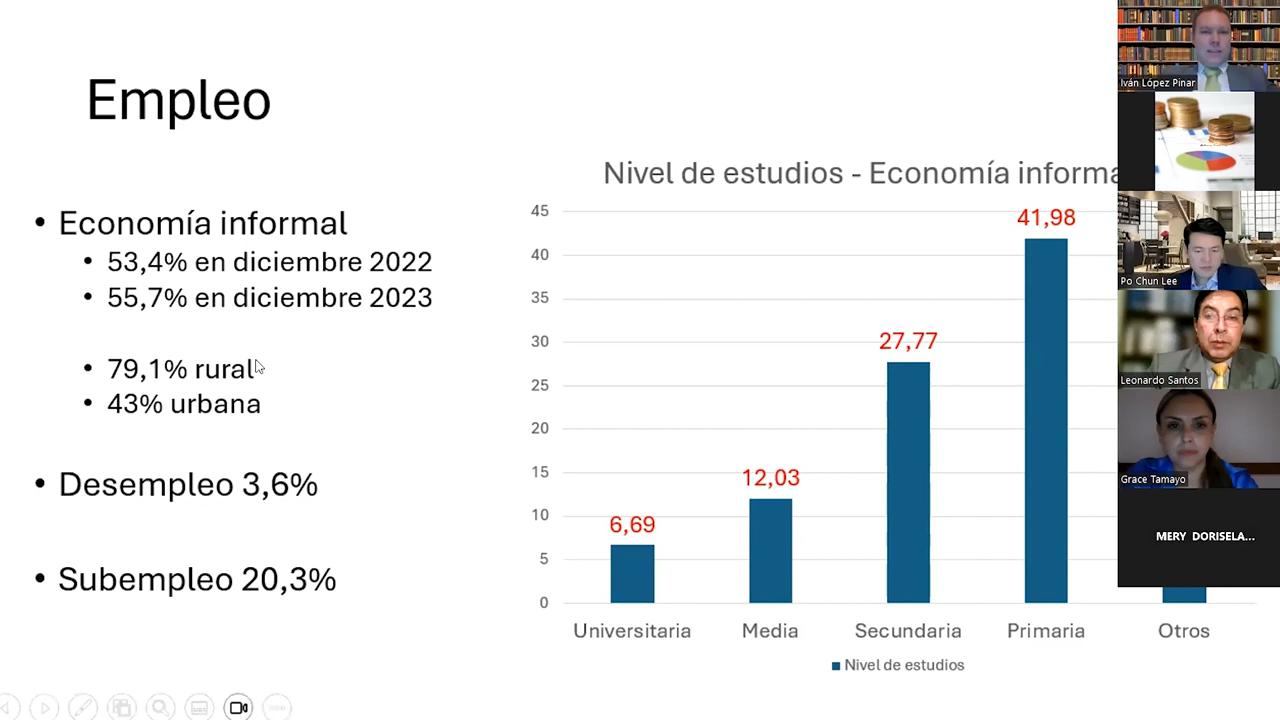 Empleo
• Economía informal
• 53,4% en diciembre 2022
• 55,7% en diciembre 2023
• 79,1% rural
• 43% urbana
• Desempleo 3,6%
• Subempleo 20,3%
Nivel de estudios - Economía informa
45
40
35
30
25
20
15
10
5
0
6,69
12,03
27,77
41,98
Universitaria
Media
Secundaria
Primaria
Otros
Nivel de estudios
Iván López Pinar
Po Chun Lee
Leonardo Santos
Grace Tamayo
MERY DORISELA...